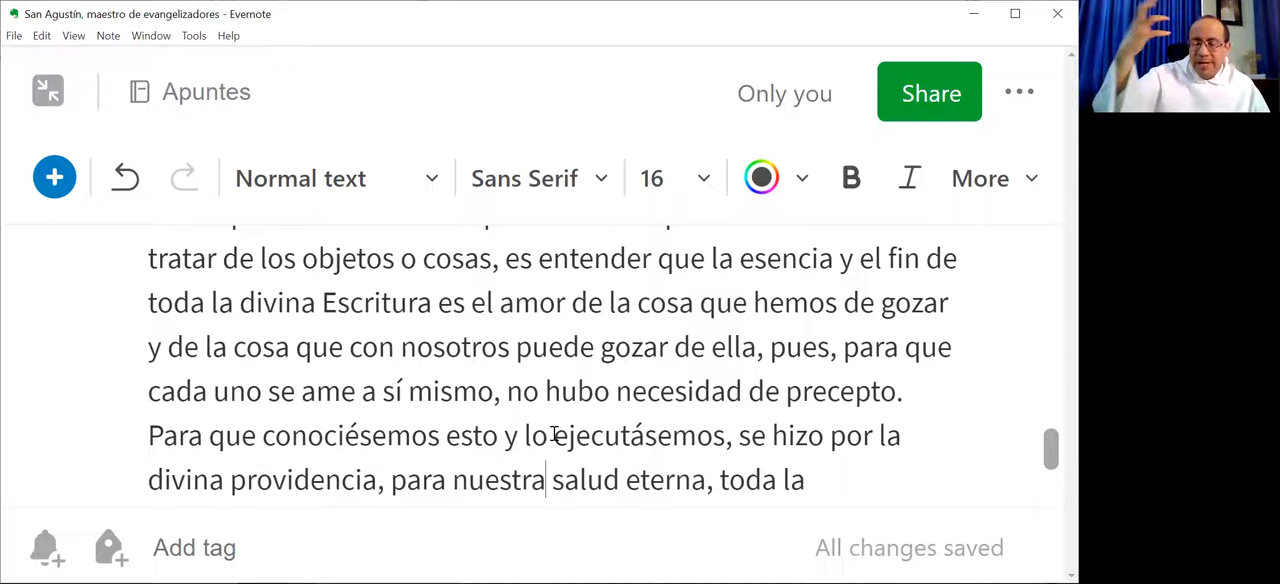 San Agustín, maestro de evangelizadores - Evernote
File Edit View Note Window Tools Help
Apuntes
Only you
Share
Normal text
Sans Serif
16
B
I
More
tratar de los objetos o cosas, es entender que la esencia y el fin de
toda la divina Escritura es el amor de la cosa que hemos de gozar
y de la cosa que con nosotros puede gozar de ella, pues, para que
cada uno se ame a sí mismo, no hubo necesidad de precepto.
Para que conociésemos esto y lo ejecutásemos, se hizo por la
divina providencia, para nuestra salud eterna, toda la
Add tag
All changes saved